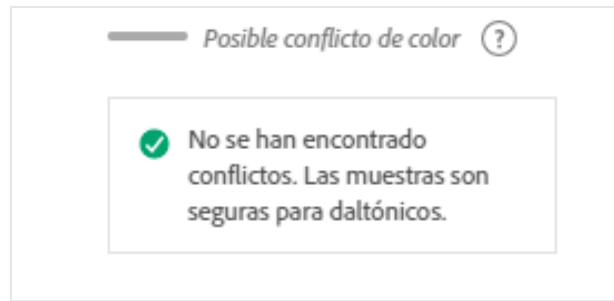 Posible conflicto de color ?
No se han encontrado
conflictos. Las muestras son
seguras para daltónicos.